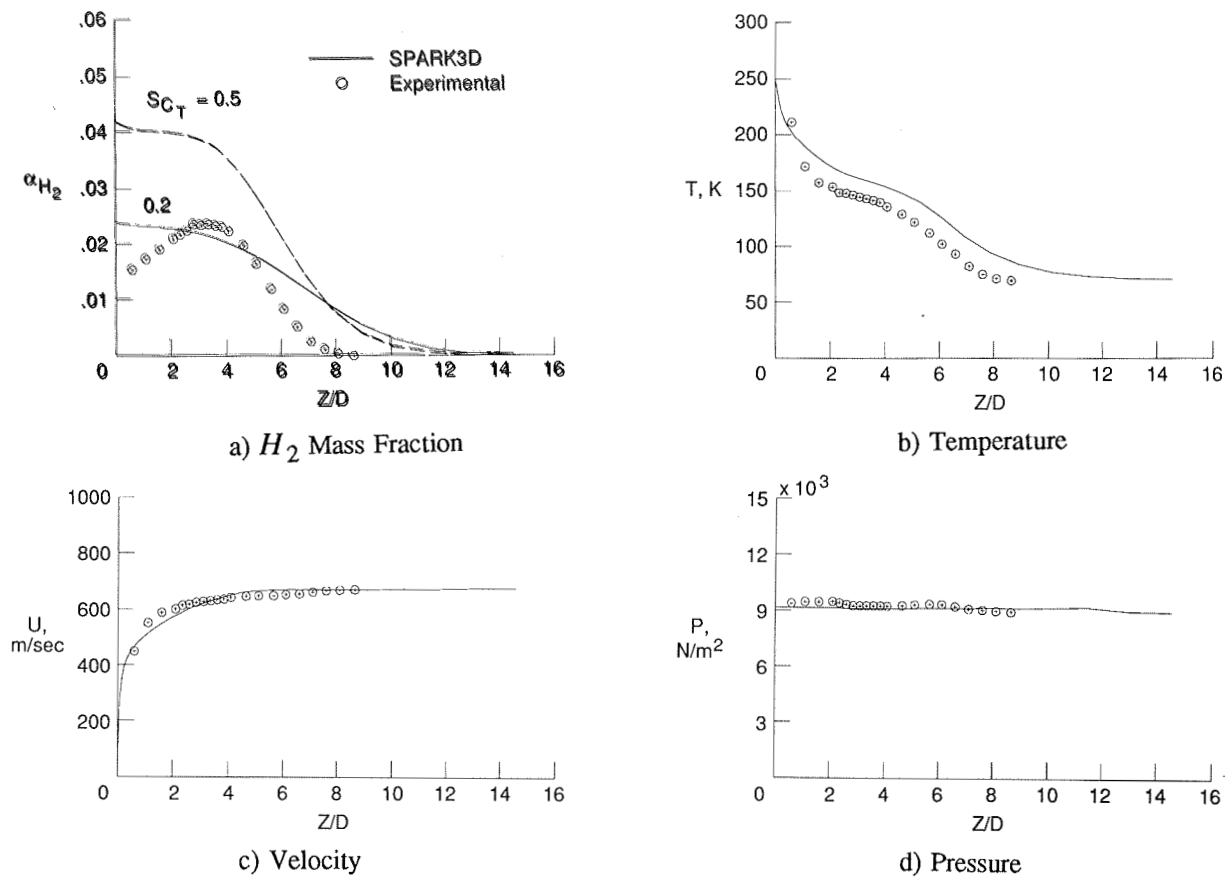 .06
.05
.04
.03
.02
.01
0
α_H₂
SPARK3D
Experimental
Sc_T = 0.5
0.2
0 2 4 6 8 10 12 14 16
Z/D
a) H₂ Mass Fraction
300
250
200
150
100
50
T, K
0 2 4 6 8 10 12 14 16
Z/D
b) Temperature
1000
800
600
400
200
U,
m/sec
0 2 4 6 8 10 12 14 16
Z/D
c) Velocity
x 10³
15
12
9
6
3
P,
N/m²
0 2 4 6 8 10 12 14 16
Z/D
d) Pressure